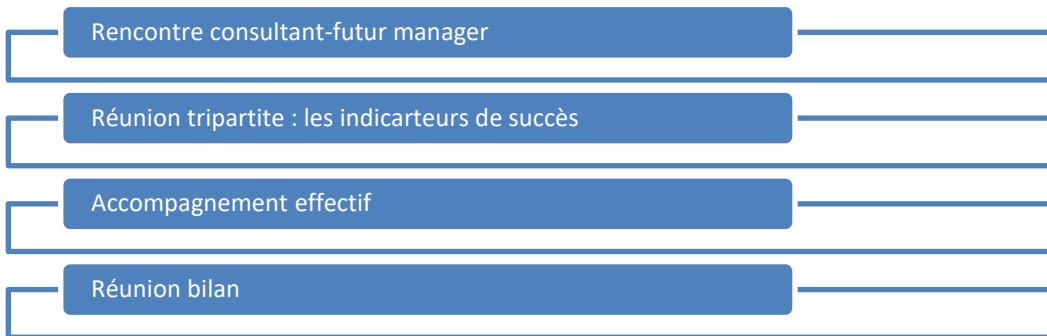 Rencontre consultant-futur manager
Réunion tripartite : les indicarteurs de succès
Accompagnement effectif
Réunion bilan